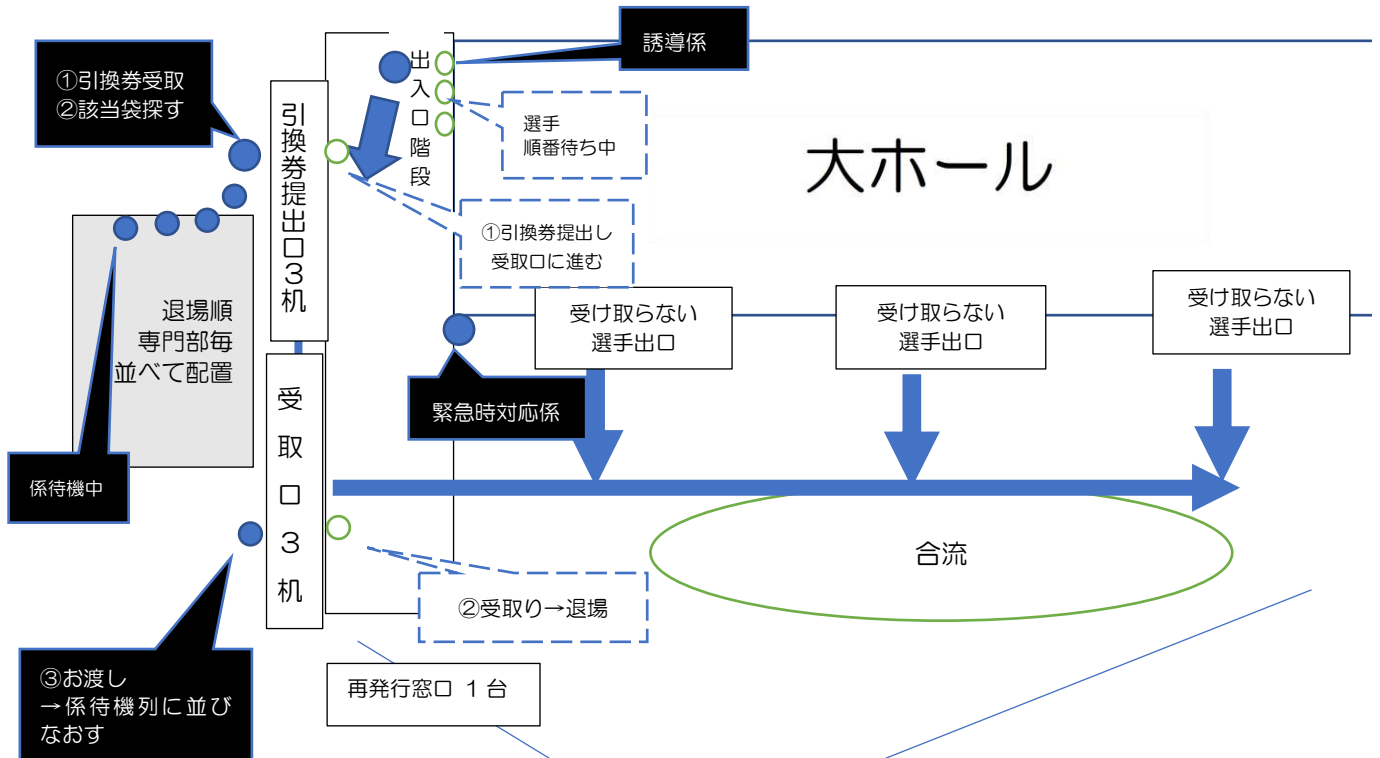 誘導係
①引換券受取
②該当袋探す
出入口階段
引換券提出口３机
選手
順番待ち中
大ホール
①引換券提出し
受取口に進む
受け取らない
選手出口
受け取らない
選手出口
受け取らない
選手出口
退場順
専門部毎
並べて配置
受取口３机
緊急時対応係
係待機中
合流
②受取り→退場
③お渡し
→係待機列に並び
なおす
再発行窓口 １台